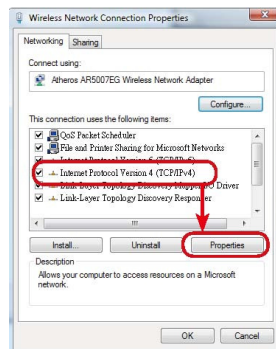 Wireless Network Connection Properties
Networking Sharing
Connect using:
Atheros AR5007EG Wireless Network Adapter
Configure...
This connection uses the following items:
QoS Packet Scheduler
File and Printer Sharing for Microsoft Networks
Internet Protocol Version 6 (TCP/IPv6)
Internet Protocol Version 4 (TCP/IPv4)
Link-Layer Topology Discovery Mapper I/O Driver
Link-Layer Topology Discovery Responder
Install... Uninstall Properties
Description
Allows your computer to access resources on a Microsoft
network.
OK Cancel